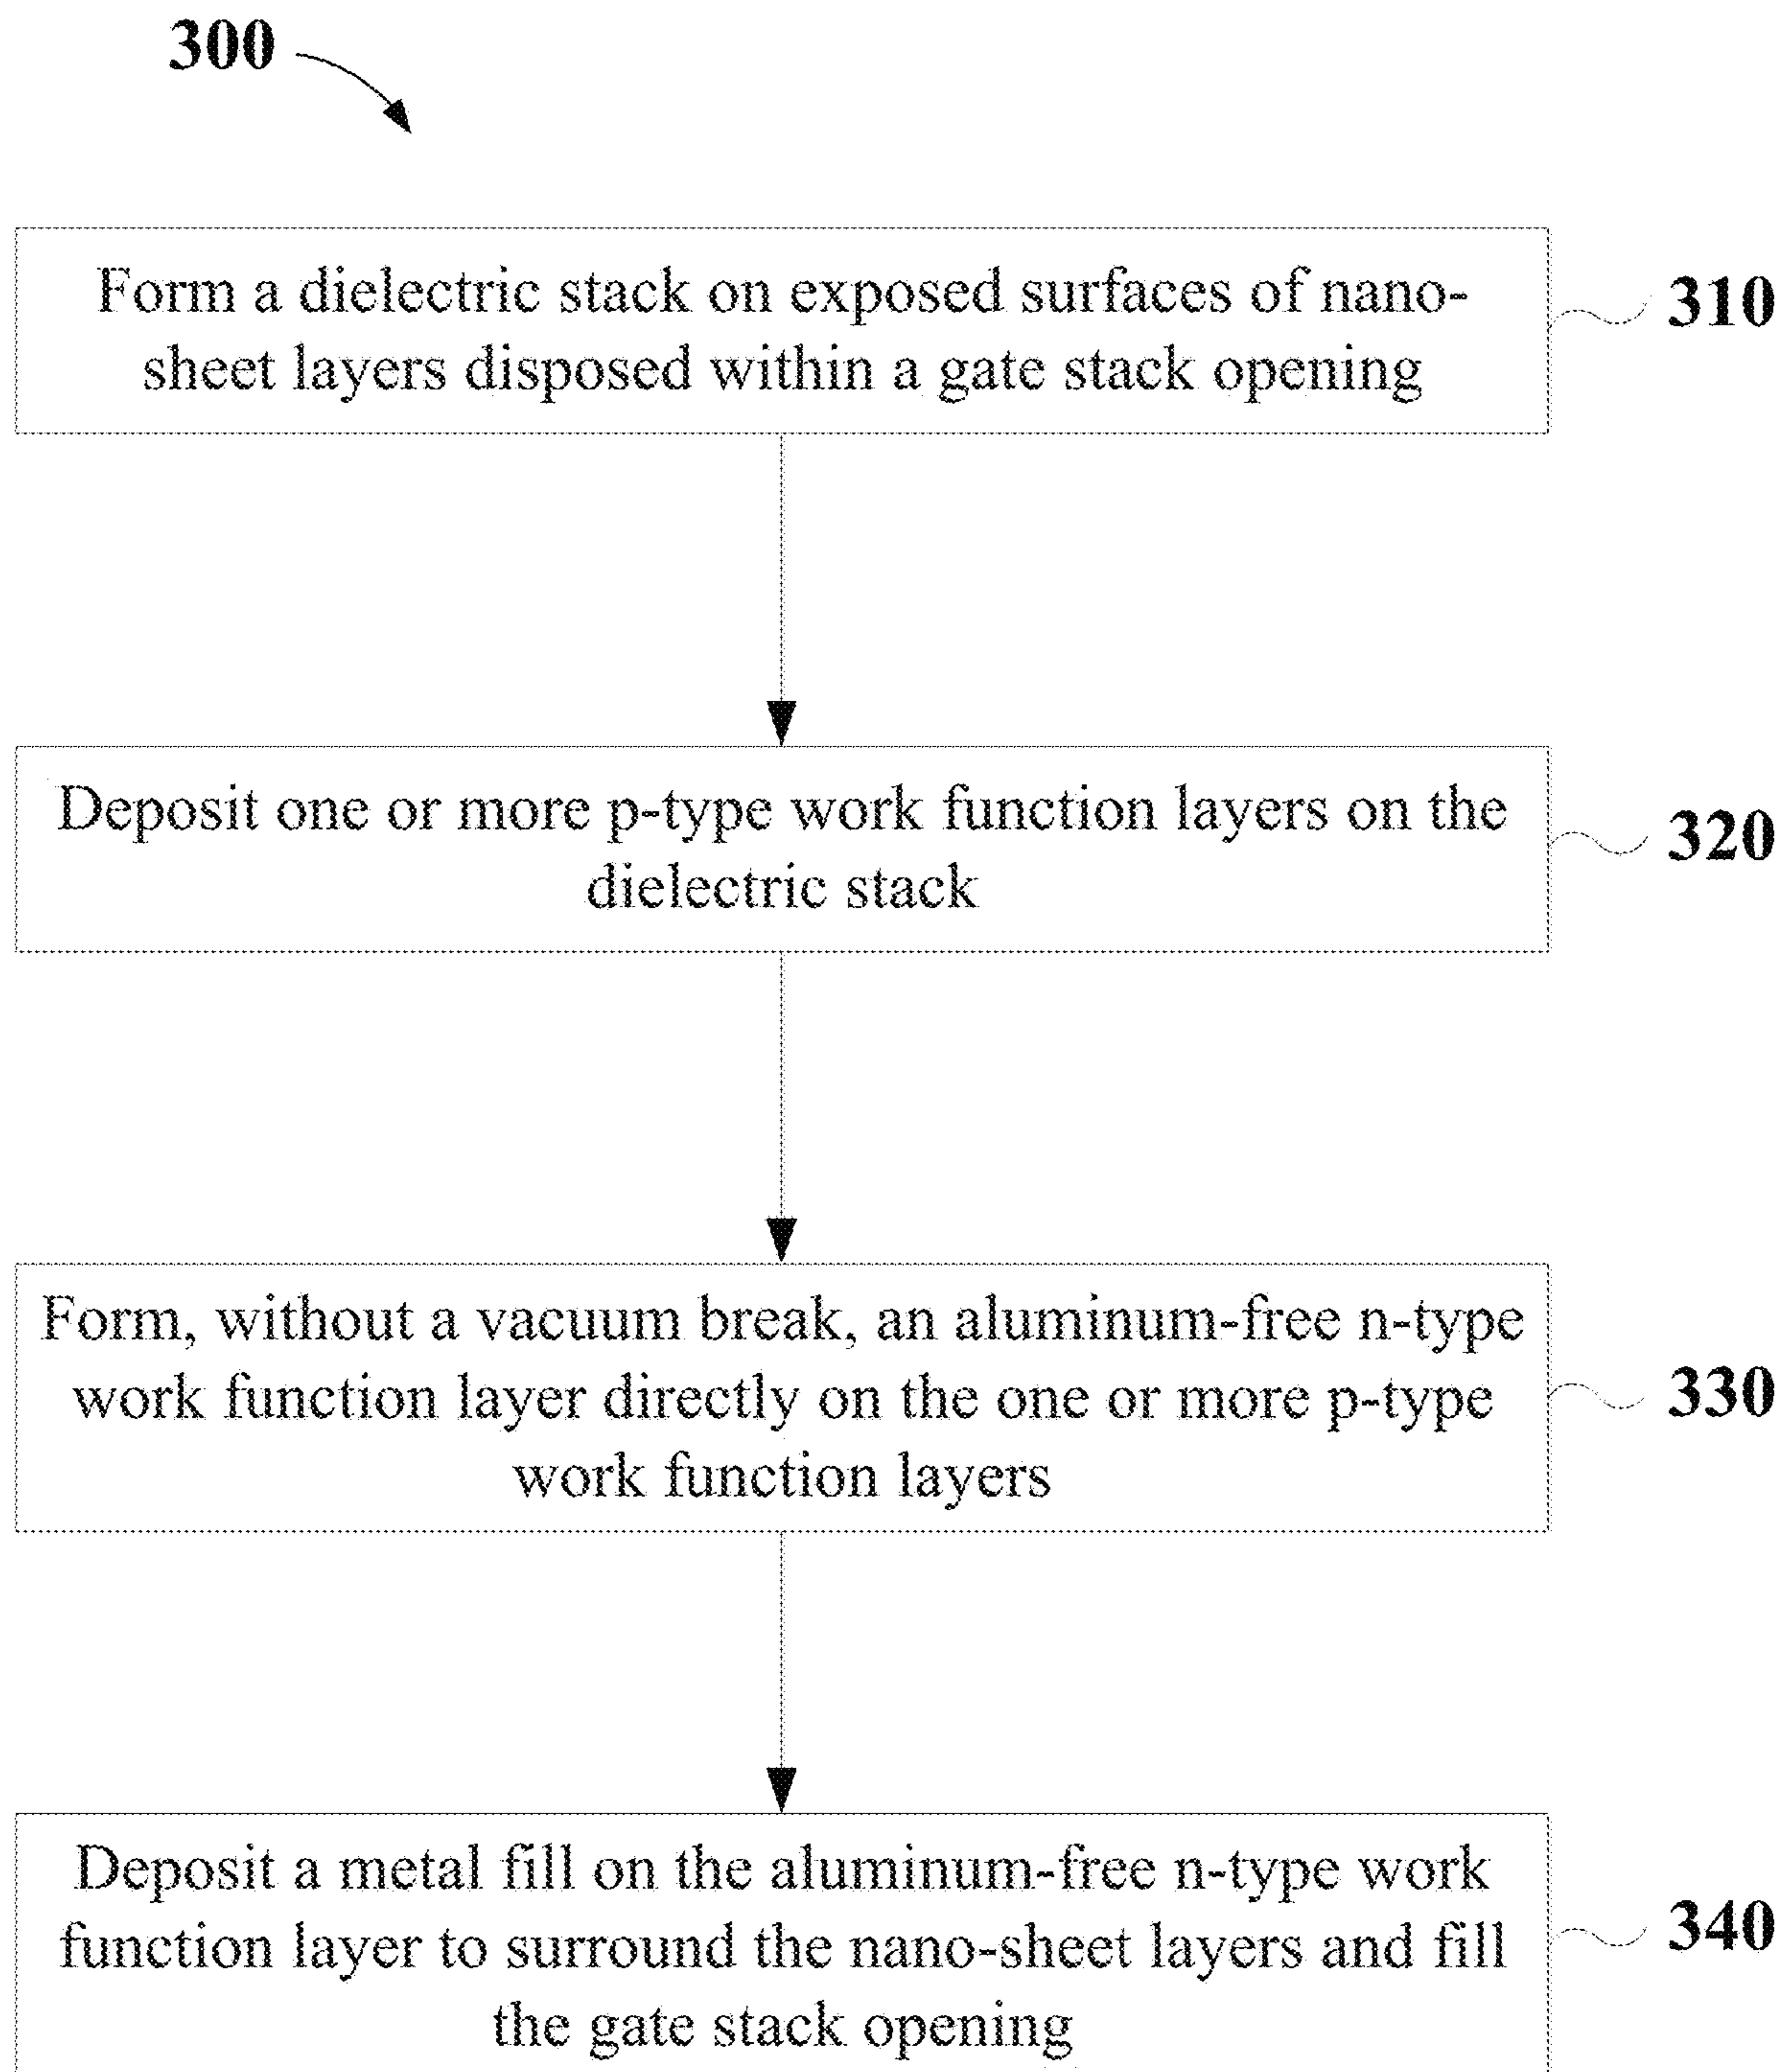 300
Form a dielectric stack on exposed surfaces of nano-
sheet layers disposed within a gate stack opening
310
Deposit one or more p-type work function layers on the
dielectric stack
320
Form, without a vacuum break, an aluminum-free n-type
work function layer directly on the one or more p-type
work function layers
330
Deposit a metal fill on the aluminum-free n-type work
function layer to surround the nano-sheet layers and fill
the gate stack opening
340